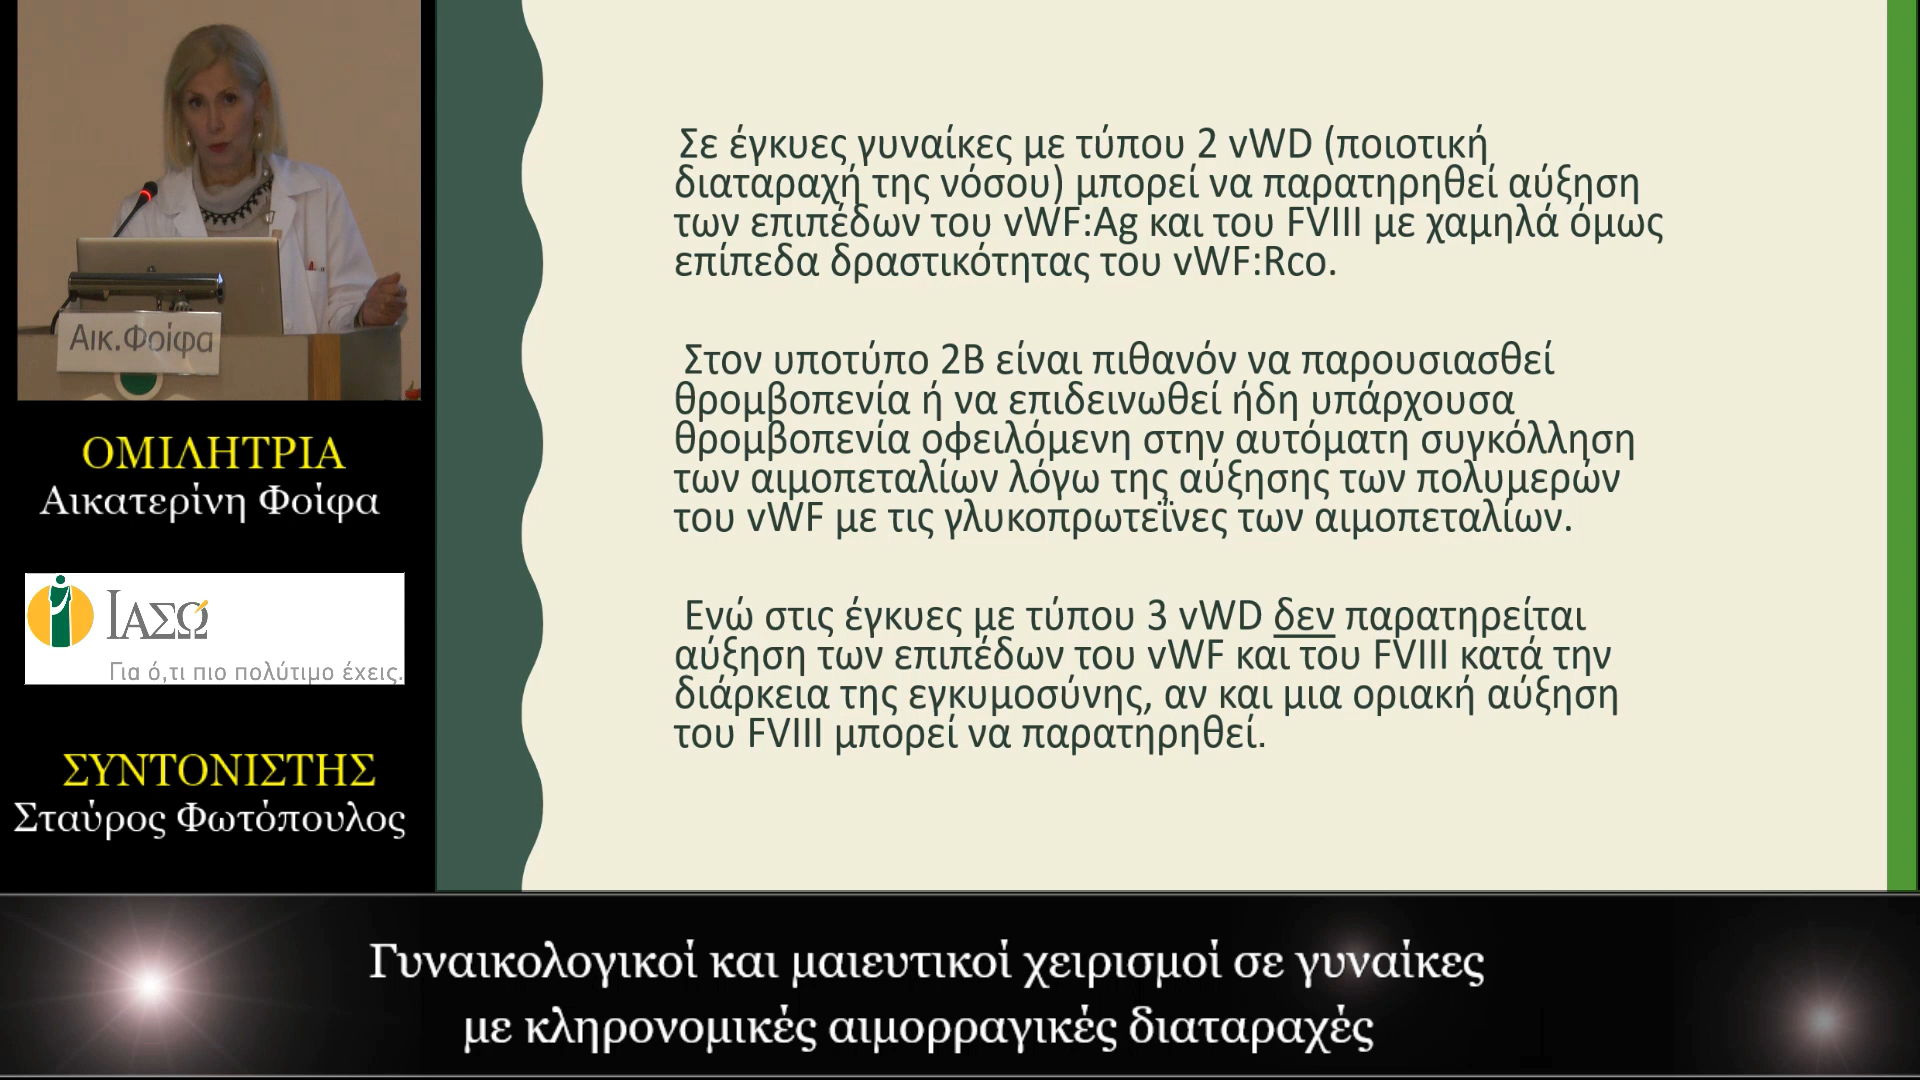 Αικ.Φοίφα
ΟΜΙΛΗΤΡΙΑ
Αικατερίνη Φοίφα
ΙΑΣΩ
Για ό,τι πιο πολύτιμο έχεις.
ΣΥΝΤΟΝΙΣΤΗΣ
Σταύρος Φωτόπουλος
Σε έγκυες γυναίκες με τύπου 2 vWD (ποιοτική
διαταραχή της νόσου) μπορεί να παρατηρηθεί αύξηση
των επιπέδων του vWF:Ag και του FVIII με χαμηλά όμως
επίπεδα δραστικότητας του vWF:Rco.
Στον υποτύπο 2B είναι πιθανόν να παρουσιασθεί
θρομβοπενία ή να επιδεινωθεί ήδη υπάρχουσα
θρομβοπενία οφειλόμενη στην αυτόματη συγκόλληση
των αιμοπεταλίων λόγω της αύξησης των πολυμερών
του vWF με τις γλυκοπρωτεΐνες των αιμοπεταλίων.
Ενώ στις έγκυες με τύπου 3 vWD δεν παρατηρείται
αύξηση των επιπέδων του vWF και του FVIII κατά την
διάρκεια της εγκυμοσύνης, αν και μια οριακή αύξηση
του FVIII μπορεί να παρατηρηθεί.
Γυναικολογικοί και μαιευτικοί χειρισμοί σε γυναίκες
με κληρονομικές αιμορραγικές διαταραχές